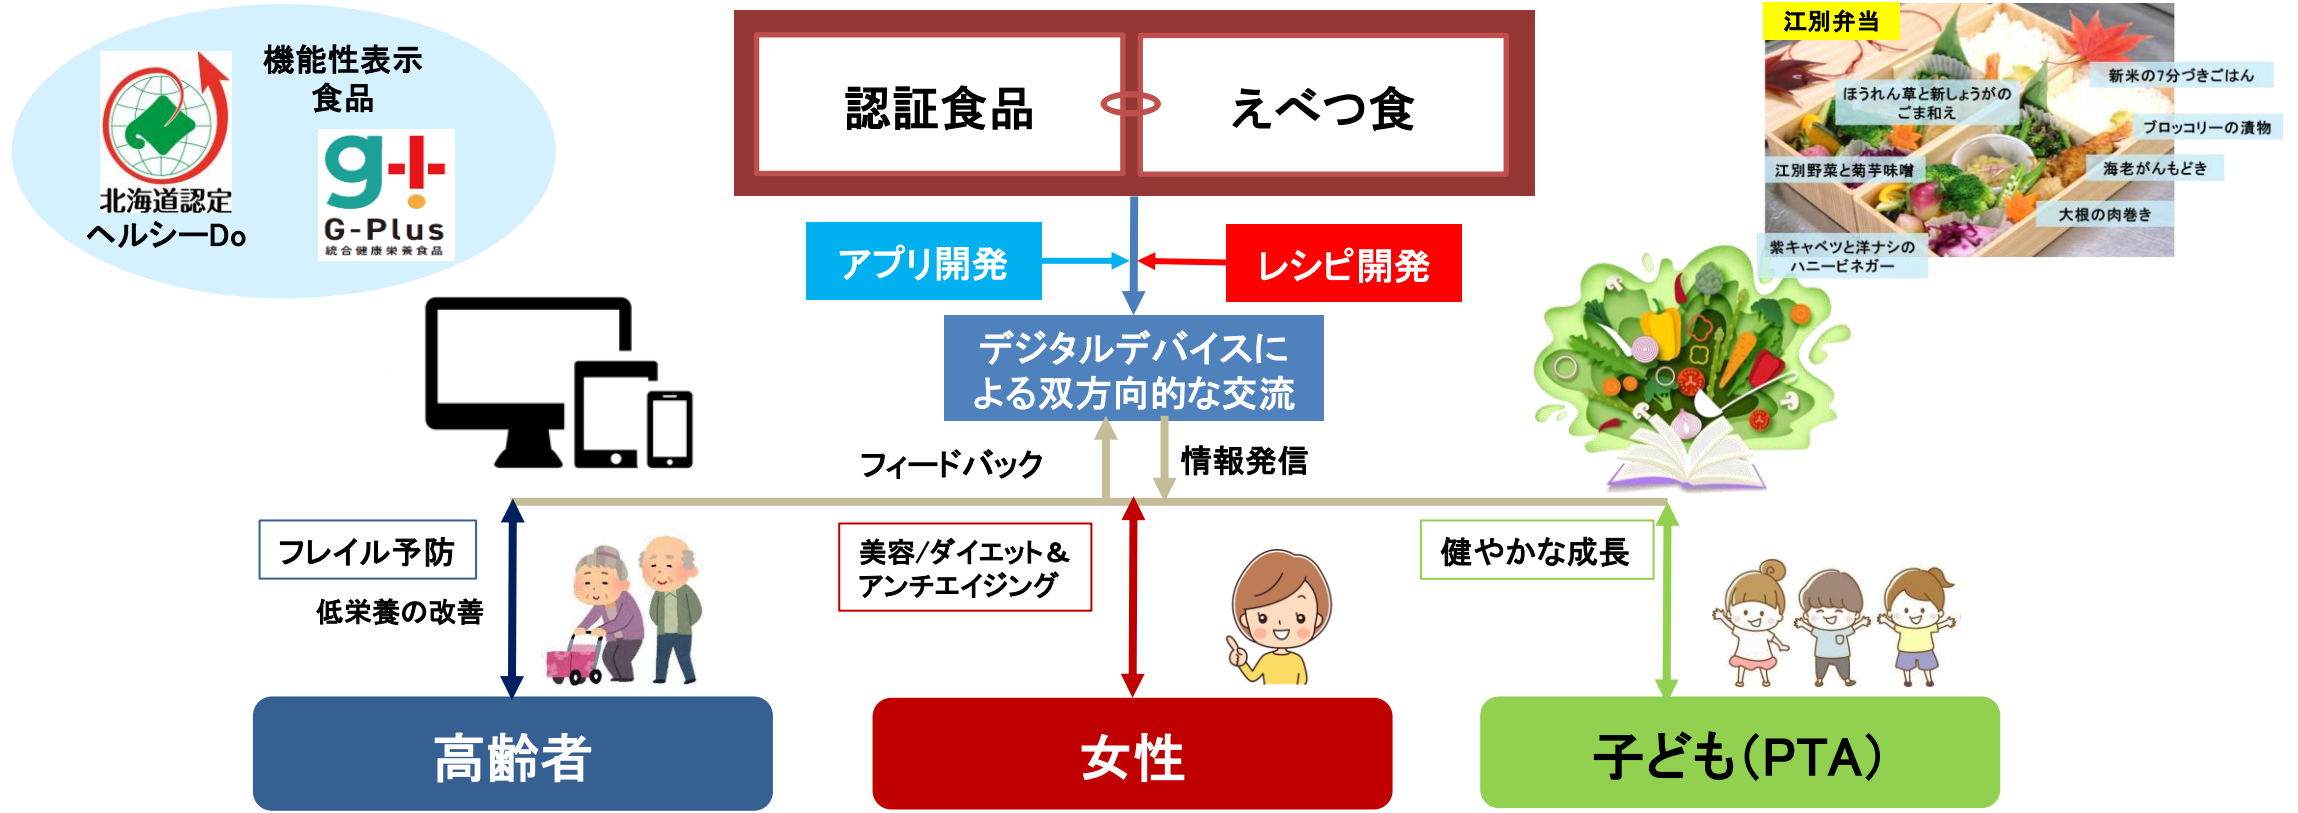 機能性表示
食品
北海道認定
ヘルシーDo
g+
G-Plus
統合健康栄養食品
認証食品
えべつ食
江別弁当
新米の7分づきごはん
ほうれん草と新しょうがの
ごま和え
ブロッコリーの漬物
江別野菜と菊芋味噌
海老がんもどき
大根の肉巻き
紫キャベツと洋ナシの
ハニービネガー
アプリ開発
レシピ開発
デジタルデバイスに
よる双方向的な交流
フィードバック
情報発信
フレイル予防
低栄養の改善
美容/ダイエット＆
アンチエイジング
健やかな成長
高齢者
女性
子ども(PTA)